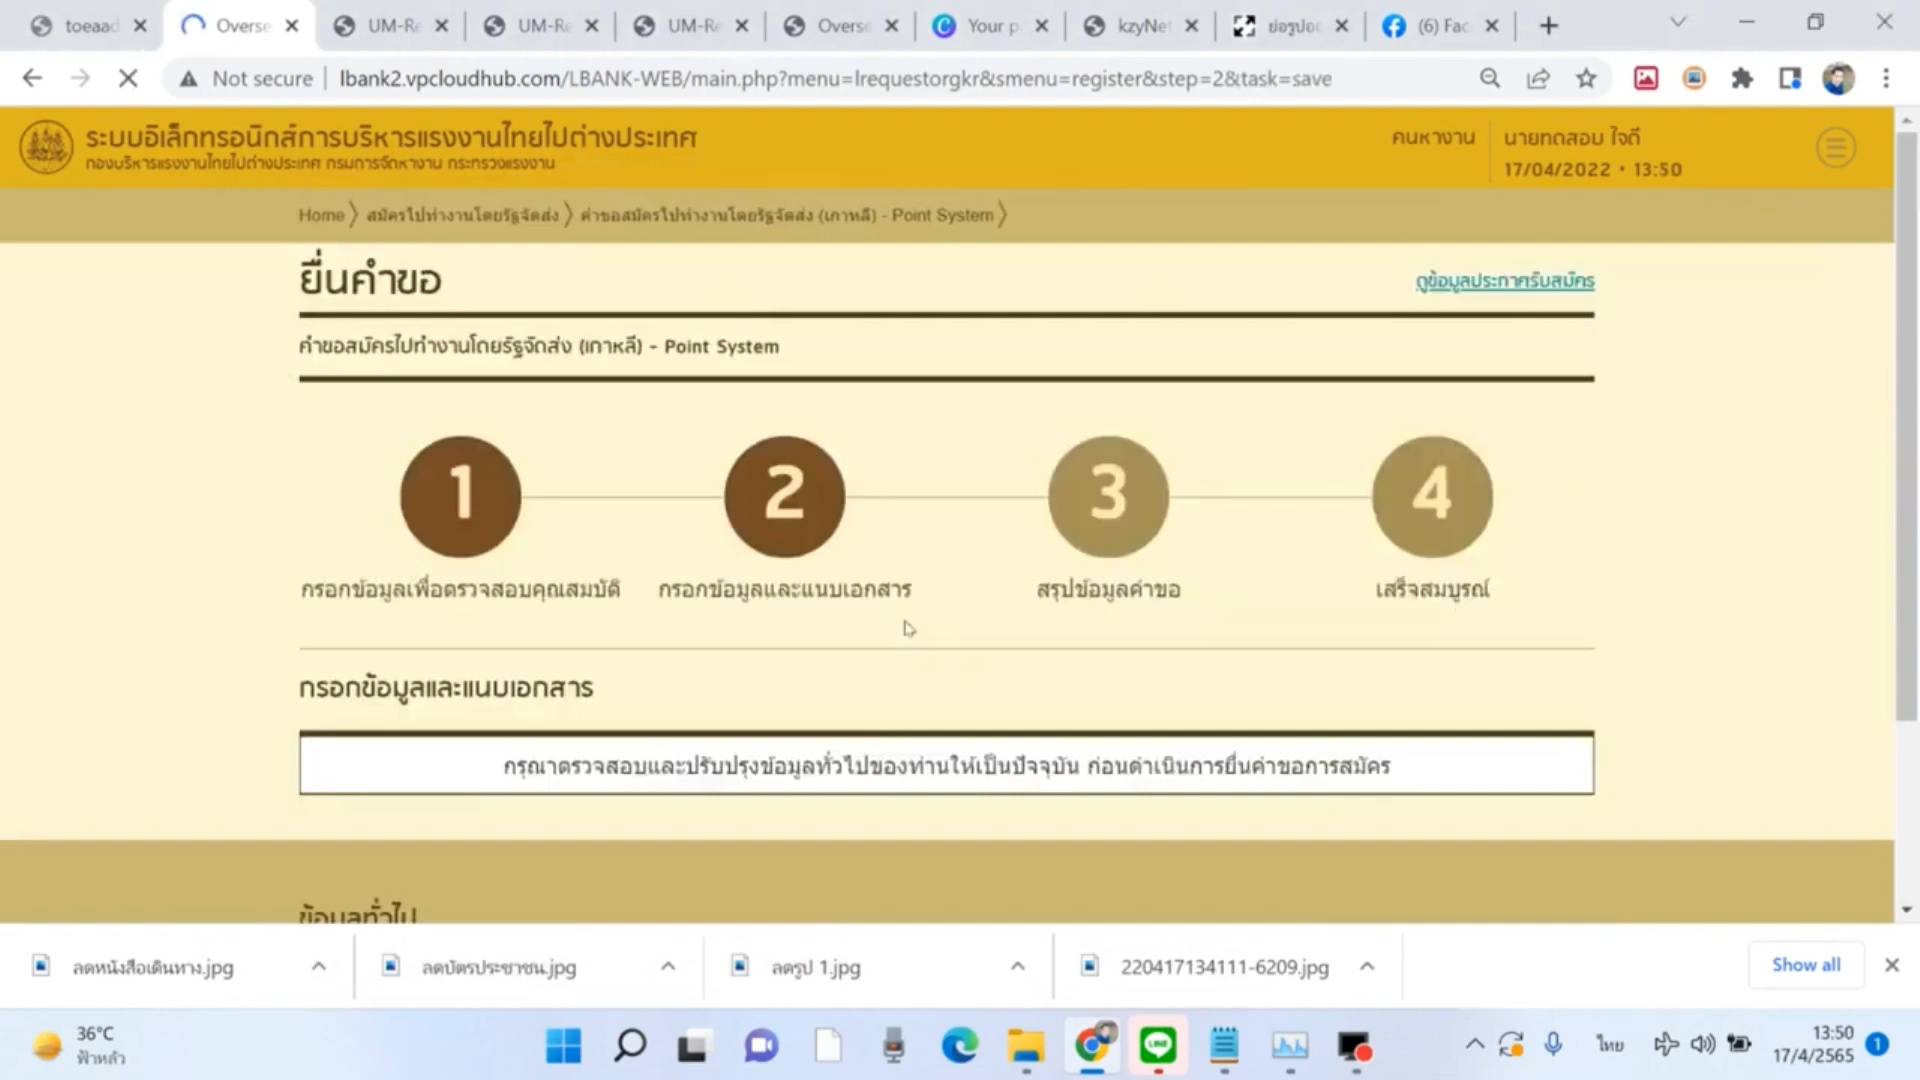 toeaad
Overse
UM-Re
UM-Re
UM-Re
Overse
Your p
kzyNet
ย่อรูปออ
(6) Fac
Not secure
lbank2.vpcloudhub.com/LBANK-WEB/main.php?menu=lrequestorgkr&smenu=register&step=2&task=save
ระบบอิเล็กทรอนิกส์การบริหารแรงงานไทยไปต่างประเทศ
กองบริหารแรงงานไทยไปต่างประเทศ กรมการจัดหางาน กระทรวงแรงงาน
คนหางาน
นายทดสอบ ใจดี
17/04/2022 • 13:50
Home 〉 สมัครไปทำงานโดยรัฐจัดส่ง 〉 คำขอสมัครไปทำงานโดยรัฐจัดส่ง (เกาหลี) - Point System 〉
ยื่นคำขอ
ดูข้อมูลประกาศรับสมัคร
คำขอสมัครไปทำงานโดยรัฐจัดส่ง (เกาหลี) - Point System
1
2
3
4
กรอกข้อมูลเพื่อตรวจสอบคุณสมบัติ
กรอกข้อมูลและแนบเอกสาร
สรุปข้อมูลคำขอ
เสร็จสมบูรณ์
กรอกข้อมูลและแนบเอกสาร
กรุณาตรวจสอบและปรับปรุงข้อมูลทั่วไปของท่านให้เป็นปัจจุบัน ก่อนดำเนินการยื่นคำขอการสมัคร
ข้อมูลทั่วไป
ลดหนังสือเดินทาง.jpg
ลดบัตรประชาชน.jpg
ลดรูป 1.jpg
220417134111-6209.jpg
Show all
36°C
ฟ้าหลัว
LINE
ไทย
13:50
17/4/2565
1